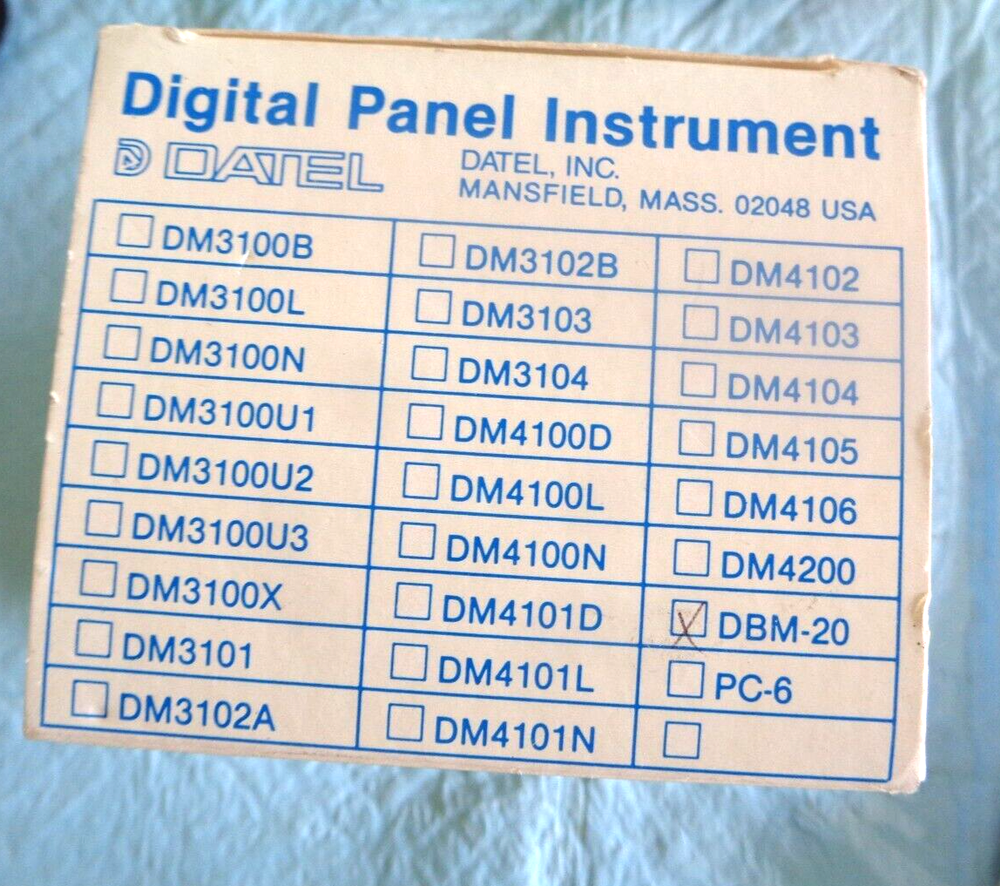 Digital Panel Instrument
DATEL
DATEL, INC.
MANSFIELD, MASS. 02048 USA
DM3100B
DM3100L
DM3100N
DM3100U1
DM3100U2
DM3100U3
DM3100X
DM3101
DM3102A
DM3102B
DM3103
DM3104
DM4100D
DM4100L
DM4100N
DM4101D
DM4101L
DM4101N
DM4102
DM4103
DM4104
DM4105
DM4106
DM4200
DBM-20
PC-6